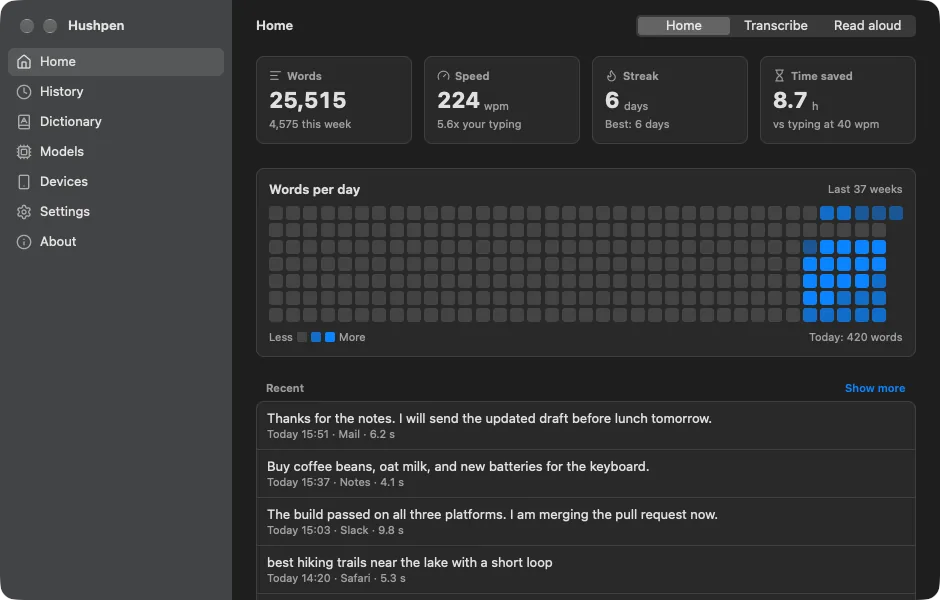 Hushpen
Home
History
Dictionary
Models
Devices
Settings
About
Home
Home Transcribe Read aloud
Words
25,515
4,575 this week
Speed
224 wpm
5.6x your typing
Streak
6 days
Best: 6 days
Time saved
8.7 h
vs typing at 40 wpm
Words per day
Last 37 weeks
Less More
Today: 420 words
Recent
Show more
Thanks for the notes. I will send the updated draft before lunch tomorrow.
Today 15:51 · Mail · 6.2 s
Buy coffee beans, oat milk, and new batteries for the keyboard.
Today 15:37 · Notes · 4.1 s
The build passed on all three platforms. I am merging the pull request now.
Today 15:03 · Slack · 9.8 s
best hiking trails near the lake with a short loop
Today 14:20 · Safari · 5.3 s